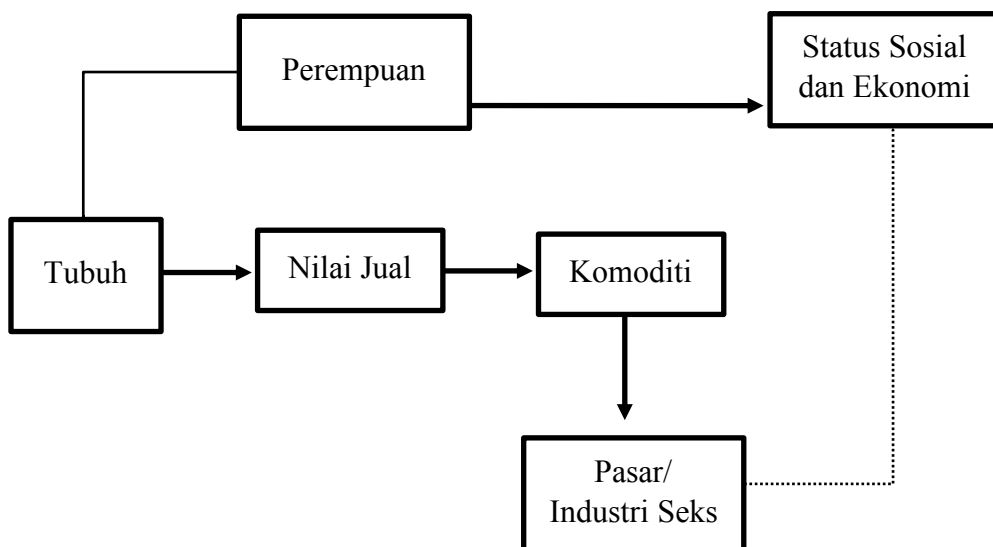 Perempuan
Status Sosial
dan Ekonomi
Tubuh
Nilai Jual
Komoditi
Pasar/
Industri Seks